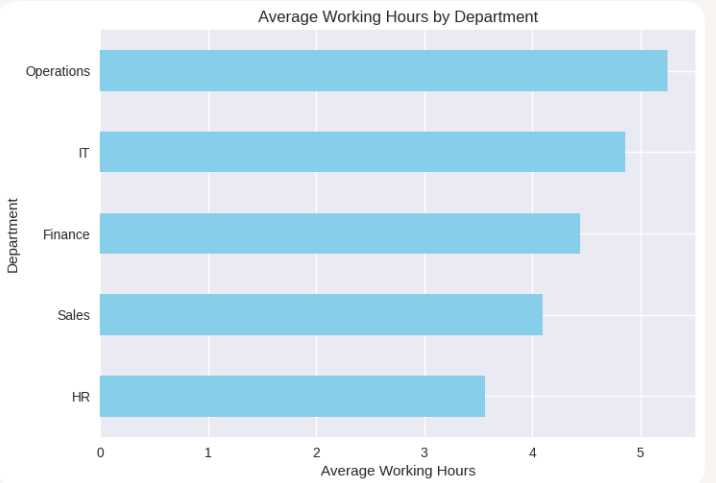 Average Working Hours by Department
Department
Operations
IT
Finance
Sales
HR
0 1 2 3 4 5
Average Working Hours